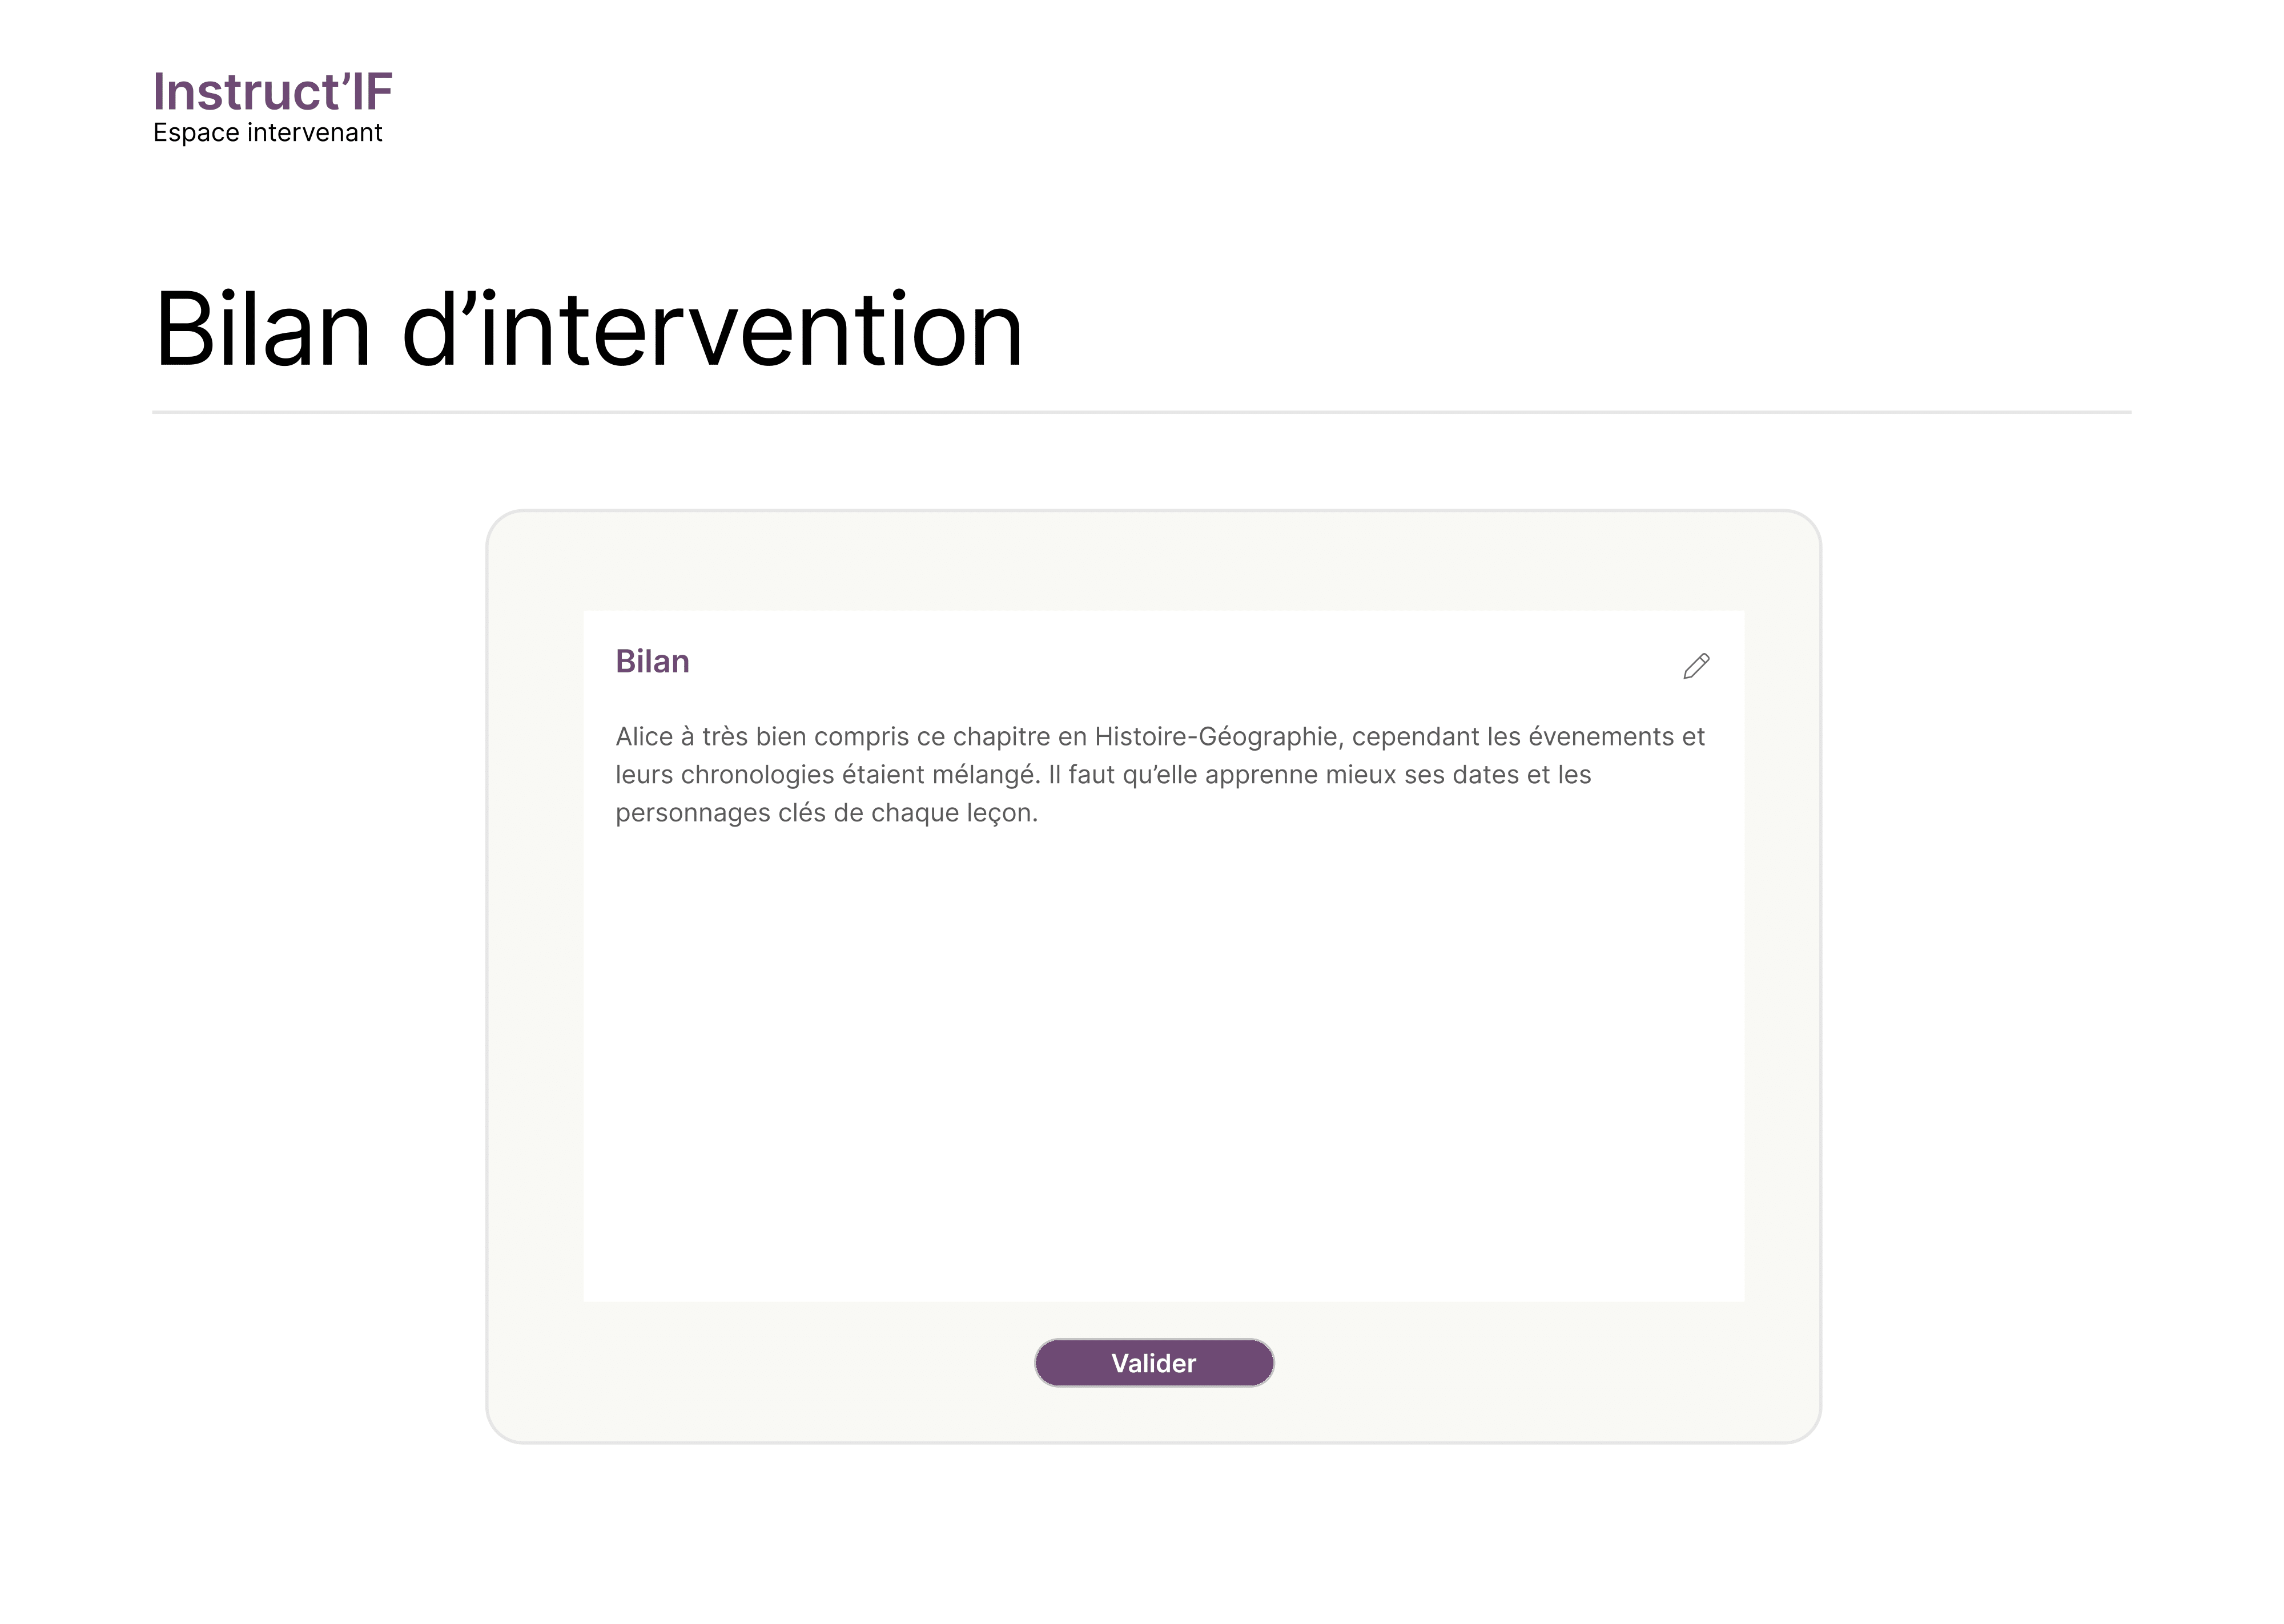 Instruct’IF
Espace intervenant
Bilan d’intervention
Bilan
Alice à très bien compris ce chapitre en Histoire-Géographie, cependant les évenements et
leurs chronologies étaient mélangé. Il faut qu’elle apprenne mieux ses dates et les
personnages clés de chaque leçon.
Valider